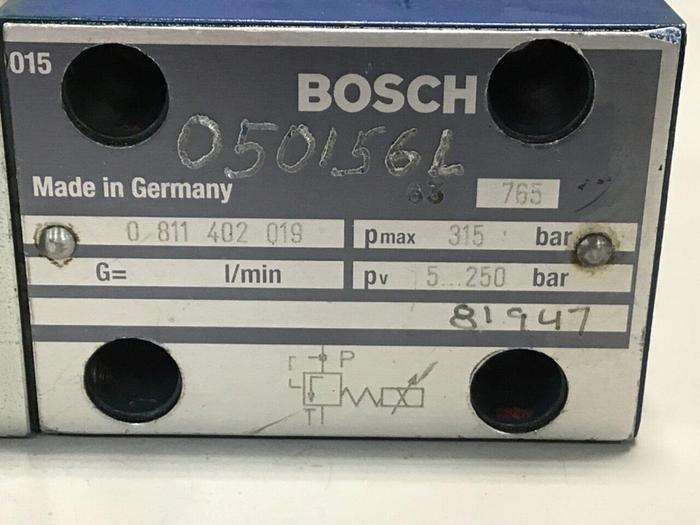 015
BOSCH
050156L
Made in Germany 63 765
0 811 402 019 pmax 315 bar
G= l/min pv 5...250 bar
81947
P
T